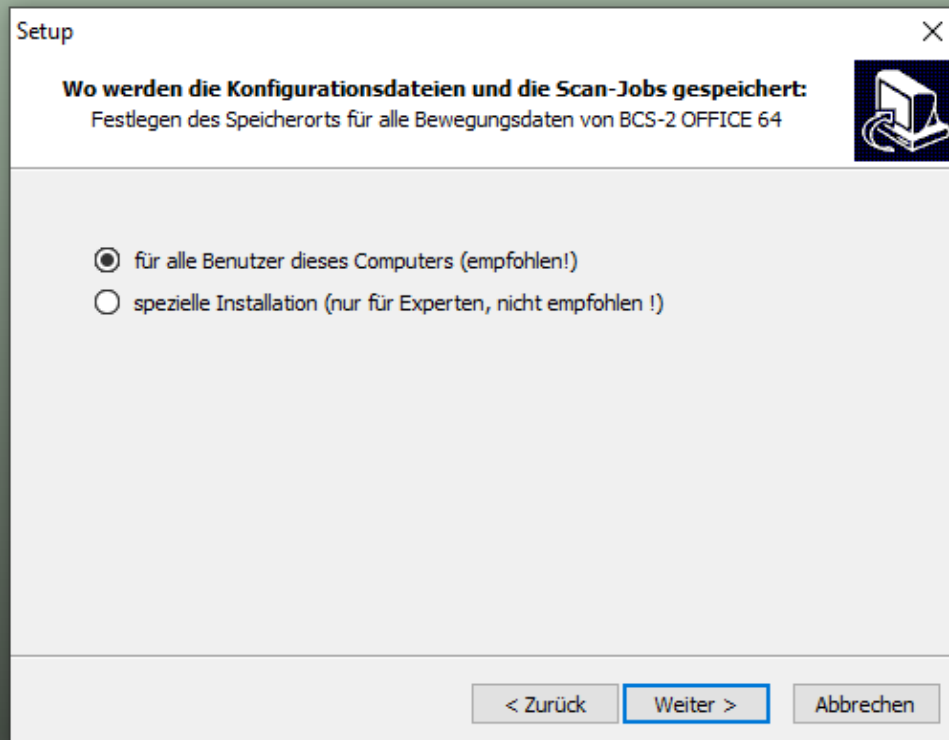 Setup
Wo werden die Konfigurationsdateien und die Scan-Jobs gespeichert:
Festlegen des Speicherorts für alle Bewegungsdaten von BCS-2 OFFICE 64
für alle Benutzer dieses Computers (empfohlen!)
spezielle Installation (nur für Experten, nicht empfohlen !)
< Zurück
Weiter >
Abbrechen